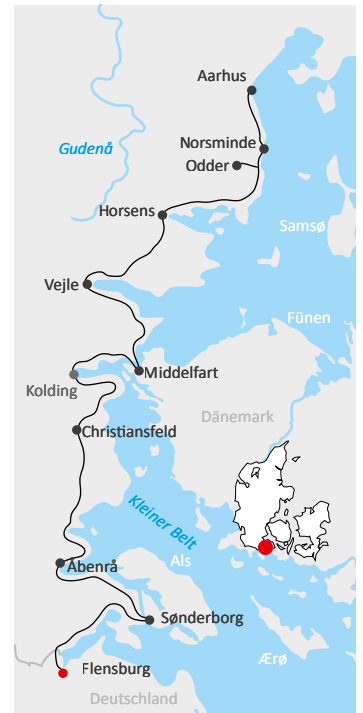 Aarhus
Norsminde
Gudenå
Odder
Horsens
Samsø
Vejle
Fünen
Middelfart
Kolding
Dänemark
Christiansfeld
Kleiner Belt
Als
Åbenrå
Sønderborg
Ærø
Flensburg
Deutschland